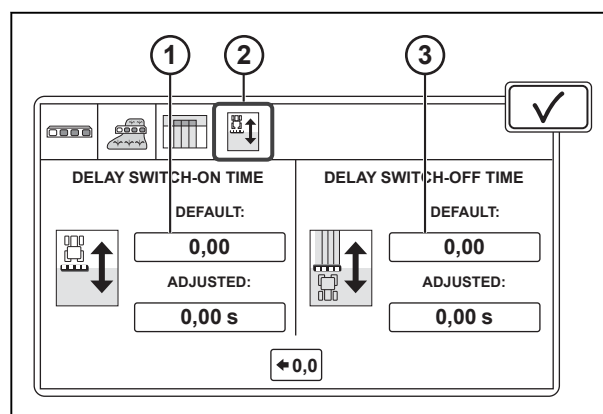 1 2 3
DELAY SWITCH-ON TIME DELAY SWITCH-OFF TIME
DEFAULT: DEFAULT:
0,00 0,00
ADJUSTED: ADJUSTED:
0,00 s 0,00 s
0,0